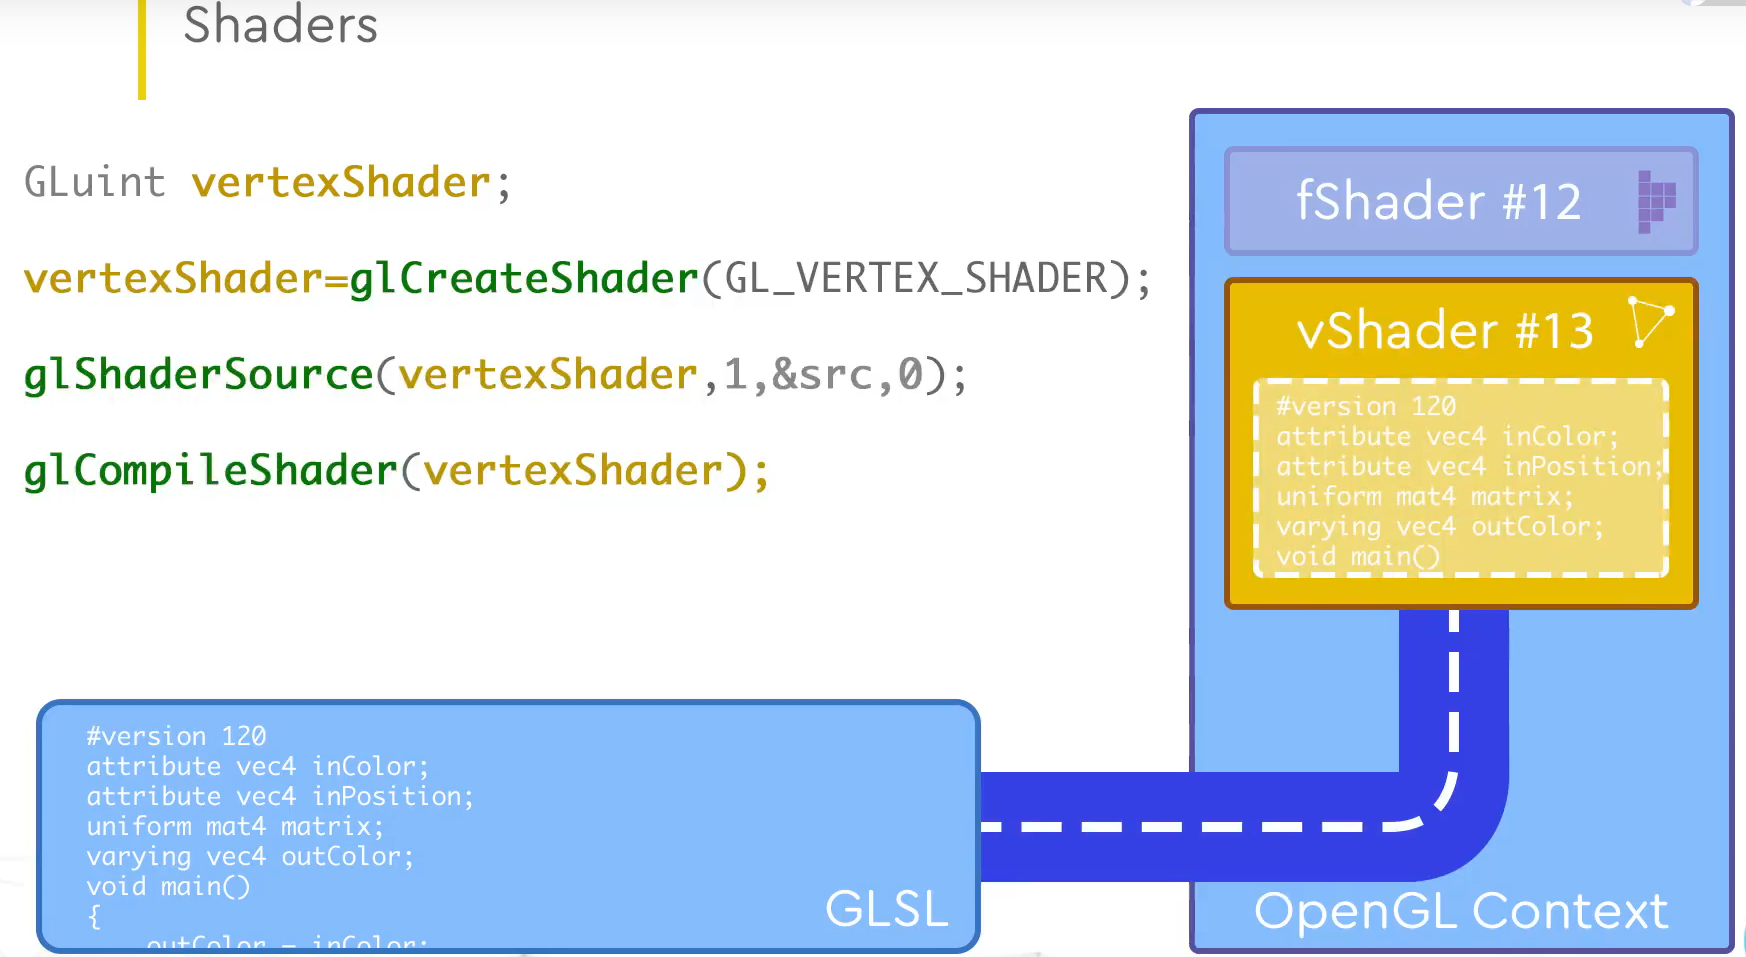 Shaders
GLuint vertexShader;
vertexShader=glCreateShader(GL_VERTEX_SHADER);
glShaderSource(vertexShader,1,&src,0);
glCompileShader(vertexShader);
fShader #12
vShader #13
#version 120
attribute vec4 inColor;
attribute vec4 inPosition;
uniform mat4 matrix;
varying vec4 outColor;
void main()
#version 120
attribute vec4 inColor;
attribute vec4 inPosition;
uniform mat4 matrix;
varying vec4 outColor;
void main()
{
outColor = inColor;
GLSL
OpenGL Context